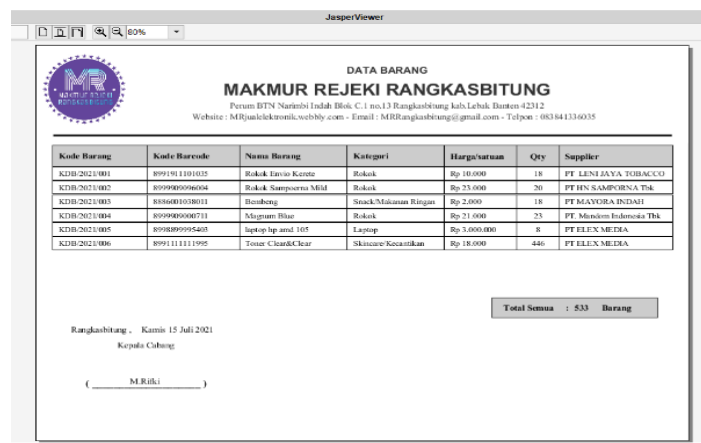 JasperViewer
80%
MR
MAKMUR REJEKI
RANGKASBITUNG
DATA BARANG
MAKMUR REJEKI RANGKASBITUNG
Perum BTN Narimbi Indah Blok C.1 no.13 Rangkasbitung kab.Lebak Banten 42312
Website : MRjualelektronik.webbly.com - Email : MRRangkasbitung@gmail.com - Telpon : 083841336035
Kode Barang Kode Barcode Nama Barang Kategori Harga/satuan Qty Supplier
KDB/2021/001 8991911101035 Rokok Envio Kerete Rokok Rp 10.000 18 PT LENI JAYA TOBACCO
KDB/2021/002 8999909096004 Rokok Sampoerna Mild Rokok Rp 23.000 20 PT HN SAMPORNA Tbk
KDB/2021/003 8886001038011 Bembeng Snack/Makanan Ringan Rp 2.000 18 PT MAYORA INDAH
KDB/2021/004 8999909000711 Magnum Blue Rokok Rp 21.000 23 PT. Mandom Indonesia Tbk
KDB/2021/005 8998899995403 laptop hp amd 105 Laptop Rp 3.000.000 8 PT ELEX MEDIA
KDB/2021/006 8991111111995 Toner Clear&Clear Skincare/Kecantikan Rp 18.000 446 PT ELEX MEDIA
Total Semua : 533 Barang
Rangkasbitung , Kamis 15 Juli 2021
Kepala Cabang
( M.Rifki )